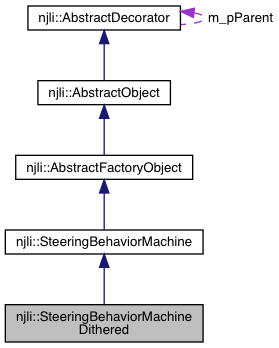 njli::AbstractDecorator
m_pParent
njli::AbstractObject
njli::AbstractFactoryObject
njli::SteeringBehaviorMachine
njli::SteeringBehaviorMachine
Dithered